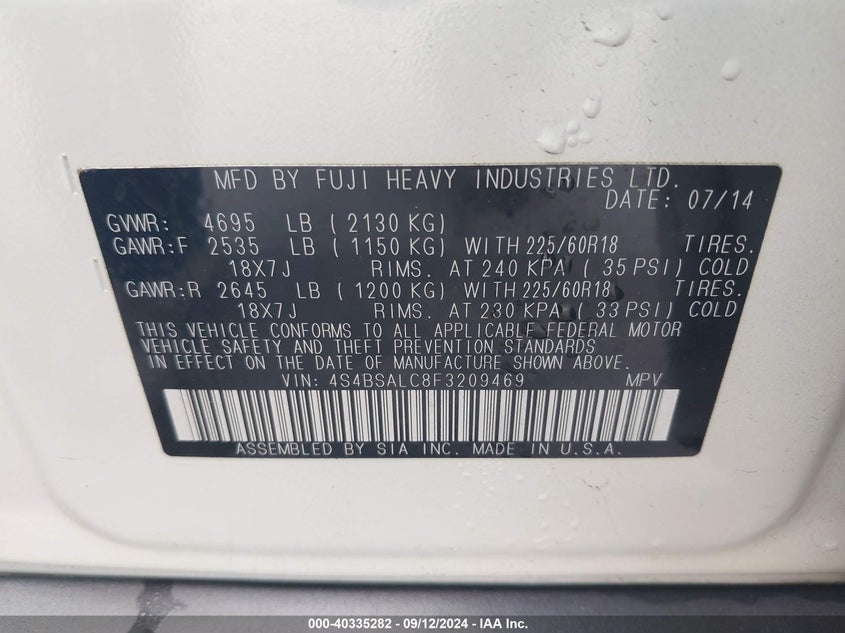 MFD BY FUJI HEAVY INDUSTRIES LTD.
DATE: 07/14
GVWR: 4695 LB ( 2130 KG)
GAWR:F 2535 LB ( 1150 KG) WITH 225/60R18 TIRES.
18X7J RIMS. AT 240 KPA ( 35 PSI) COLD
GAWR:R 2645 LB ( 1200 KG) WITH 225/60R18 TIRES.
18X7J RIMS. AT 230 KPA ( 33 PSI) COLD
THIS VEHICLE CONFORMS TO ALL APPLICABLE FEDERAL MOTOR
VEHICLE SAFETY AND THEFT PREVENTION STANDARDS
IN EFFECT ON THE DATE OF MANUFACTURE SHOWN ABOVE.
VIN: 4S4BSALC8F3209469 MPV
ASSEMBLED BY SIA INC. MADE IN U.S.A.
000-40335282 - 09/12/2024 - IAA Inc.